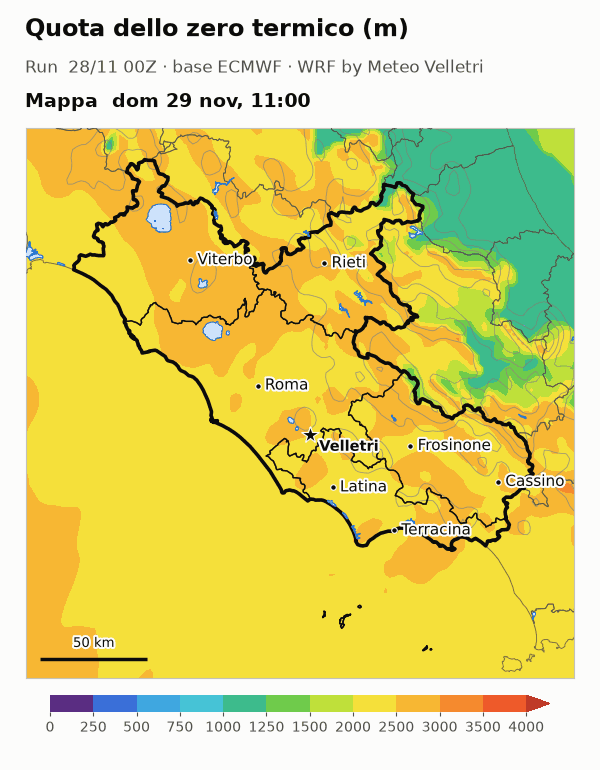 Quota dello zero termico (m)
Run  28/11 00Z · base ECMWF · WRF by Meteo Velletri
Mappa  dom 29 nov, 11:00
Viterbo
Rieti
Roma
Velletri
Frosinone
Cassino
Latina
Terracina
50 km
0 250 500 750 1000 1250 1500 2000 2500 3000 3500 4000